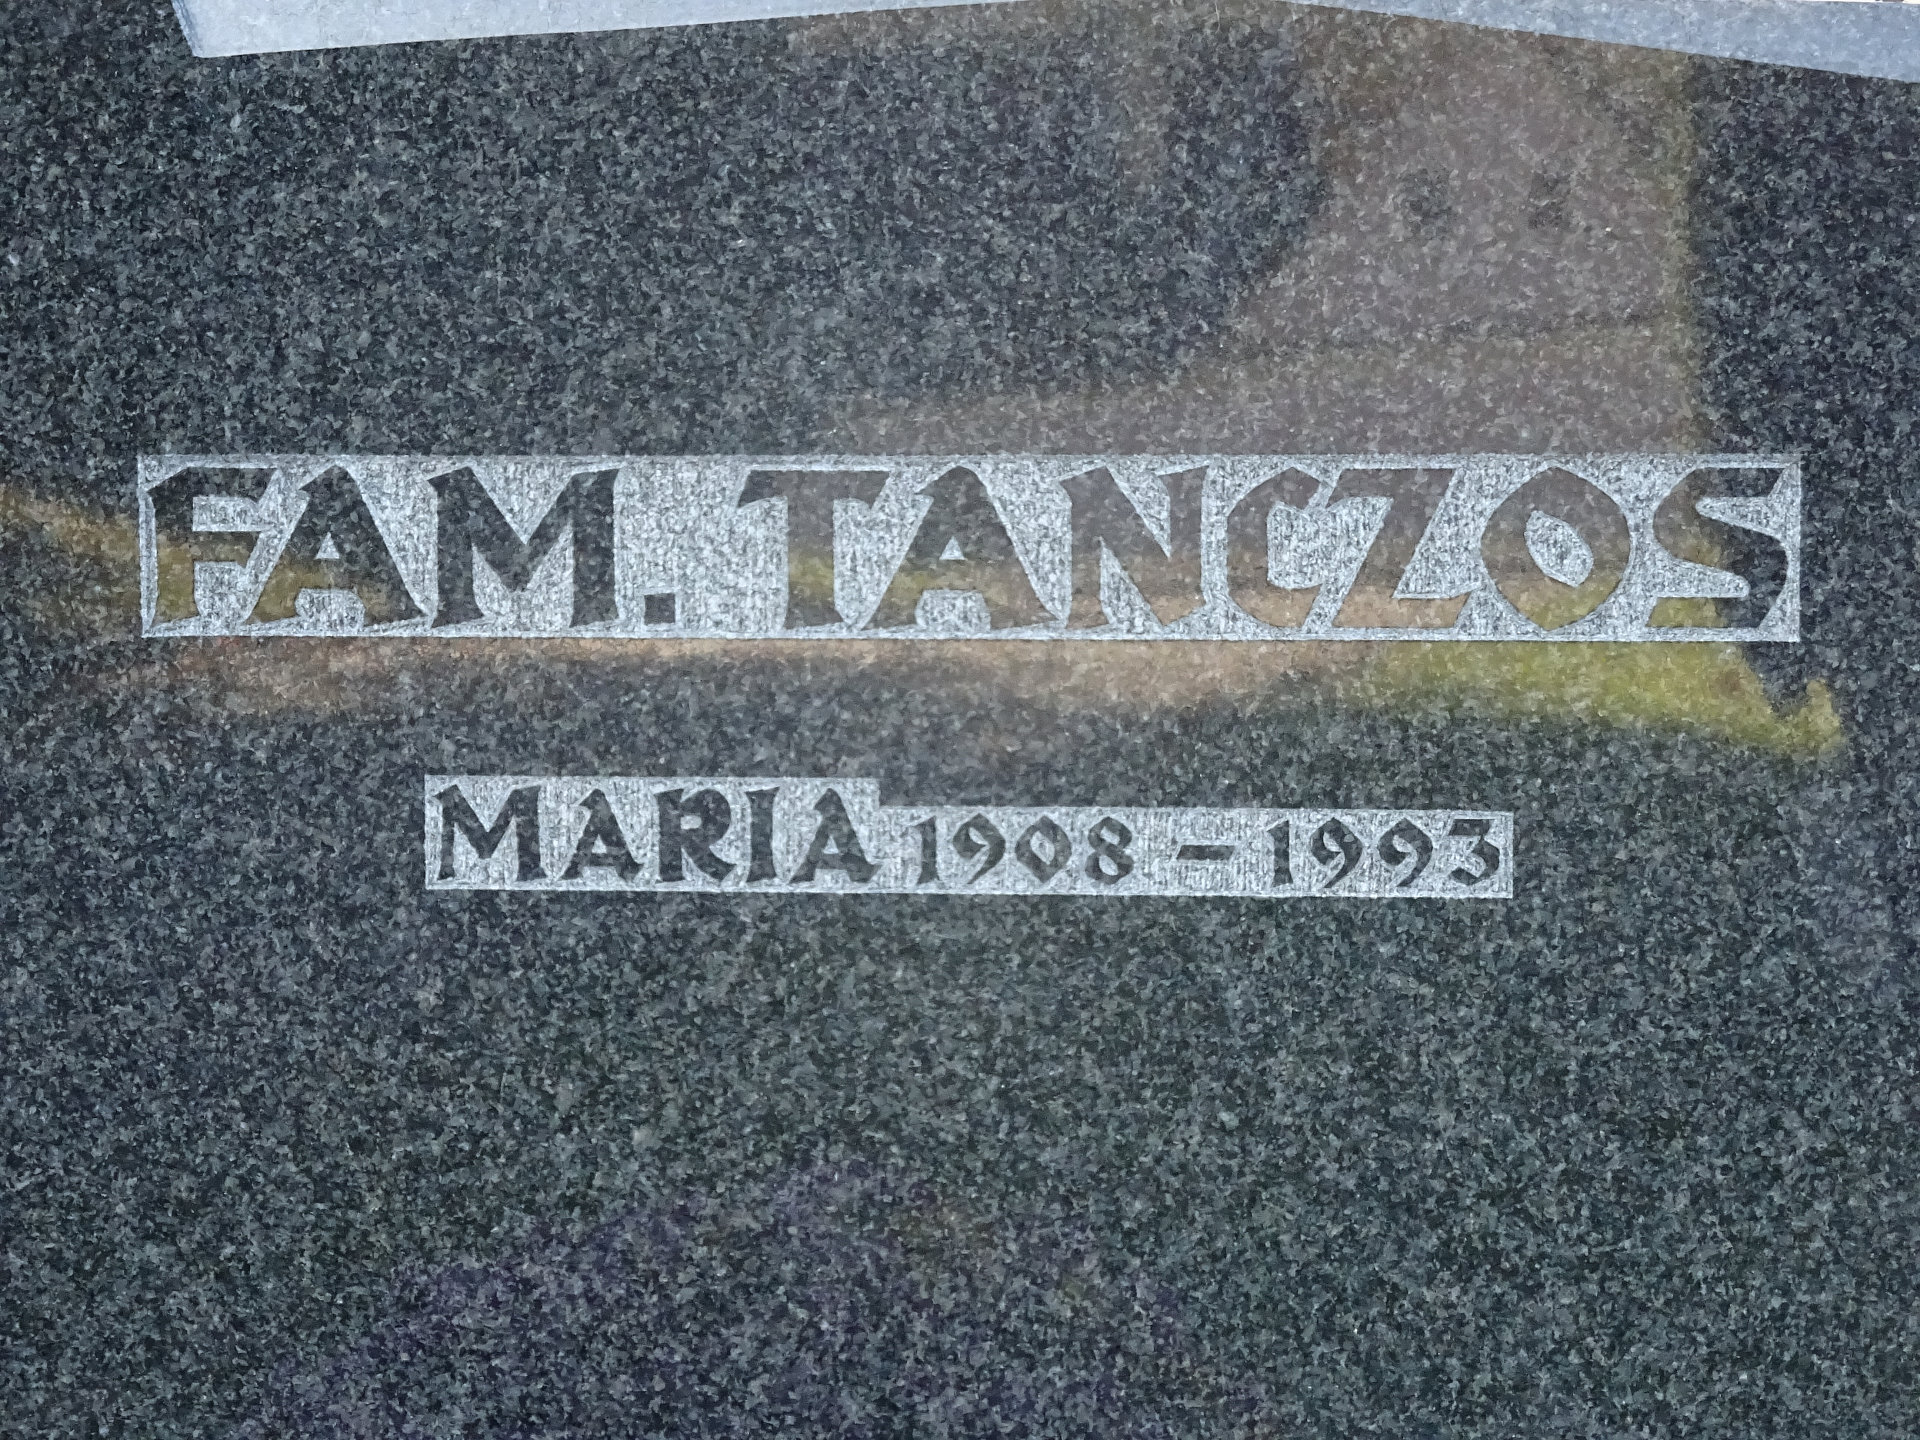 FAM. TANCZOS
MARIA 1908 – 1993